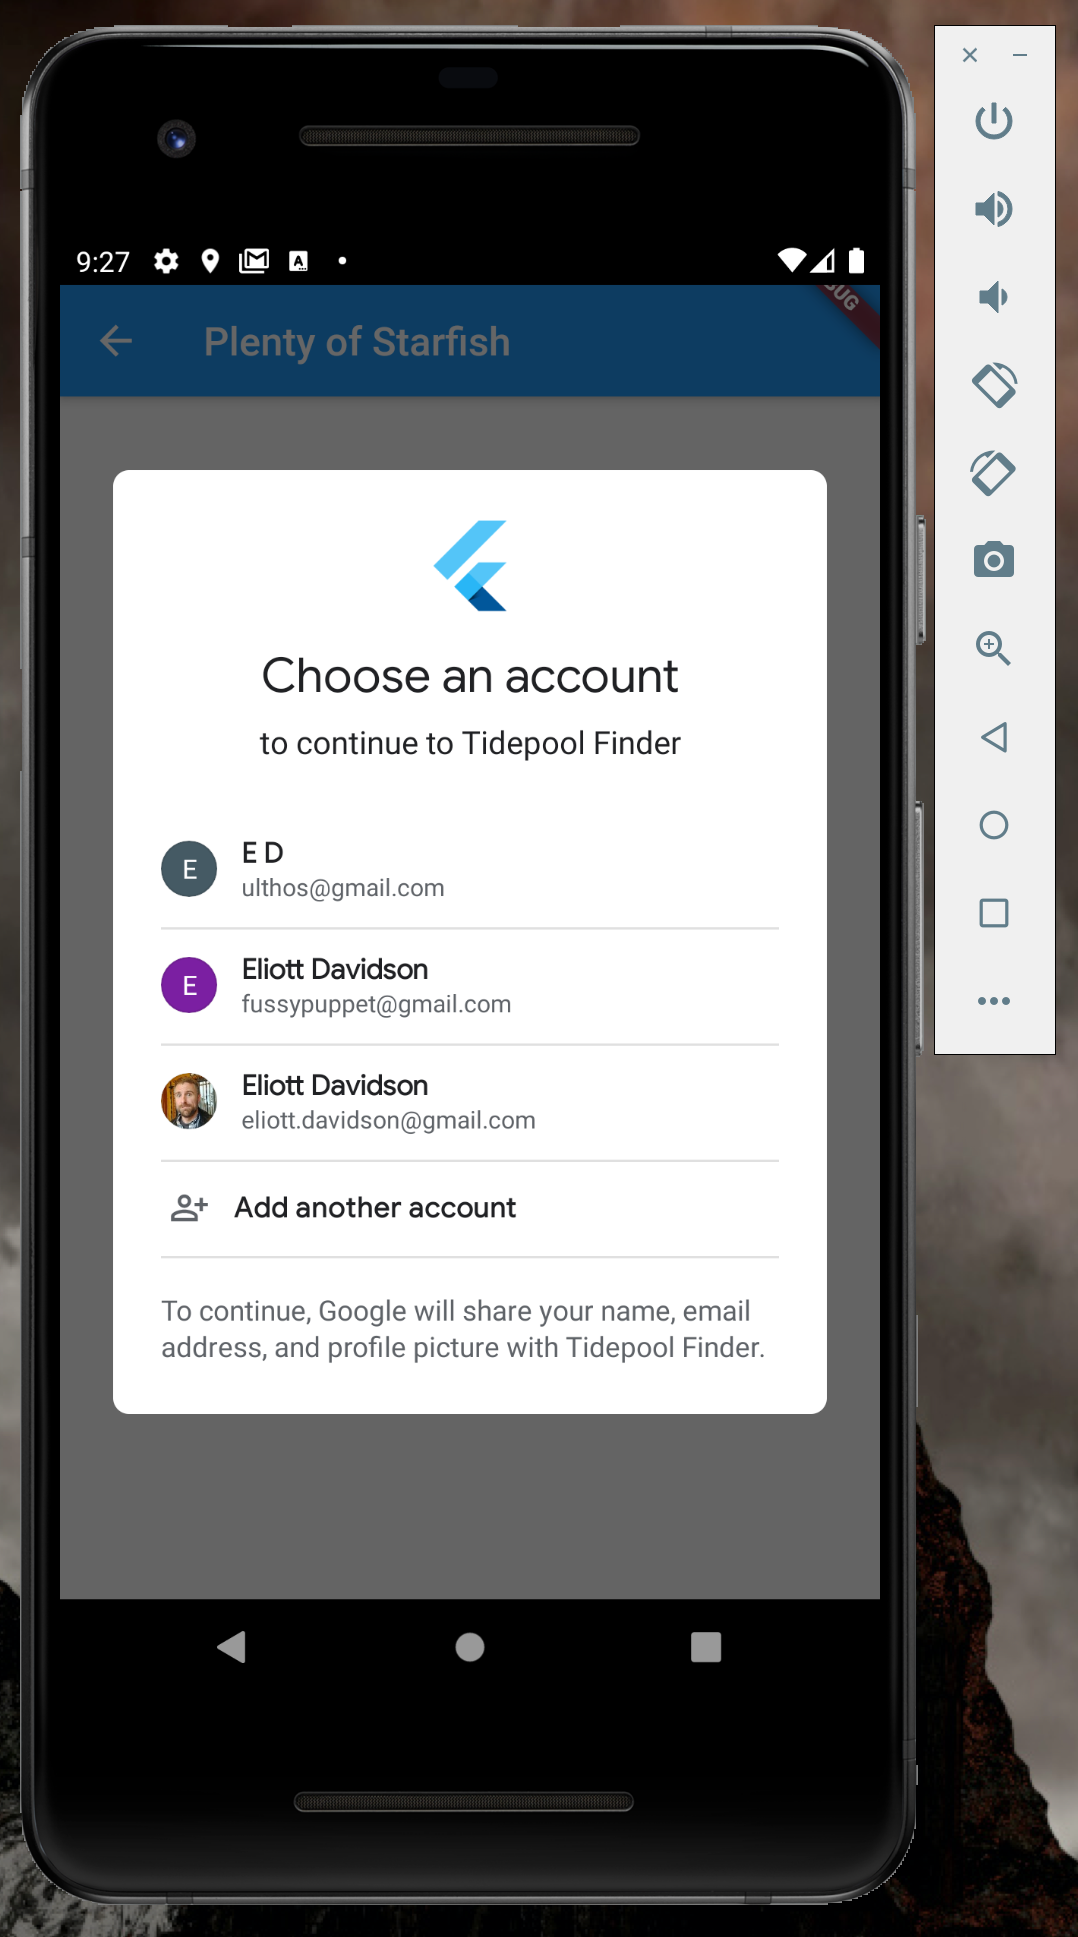 9:27
A
Plenty of Starfish
Choose an account
to continue to Tidepool Finder
E
E D
ulthos@gmail.com
E
Eliott Davidson
fussypuppet@gmail.com
Eliott Davidson
eliott.davidson@gmail.com
Add another account
To continue, Google will share your name, email
address, and profile picture with Tidepool Finder.